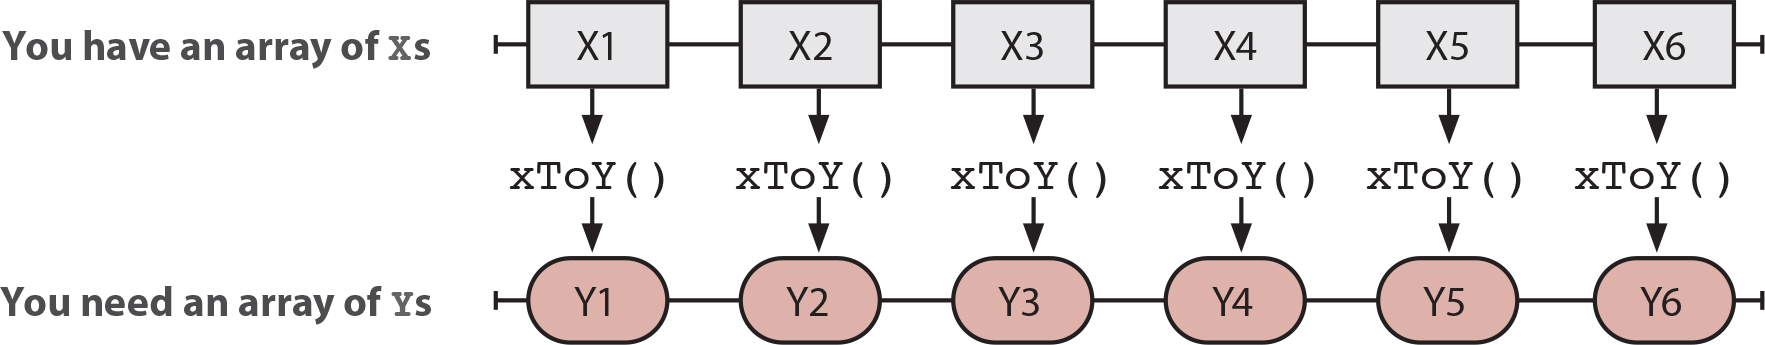 You have an array of Xs X1 X2 X3 X4 X5 X6
xToY() xToY() xToY() xToY() xToY() xToY()
You need an array of Ys Y1 Y2 Y3 Y4 Y5 Y6